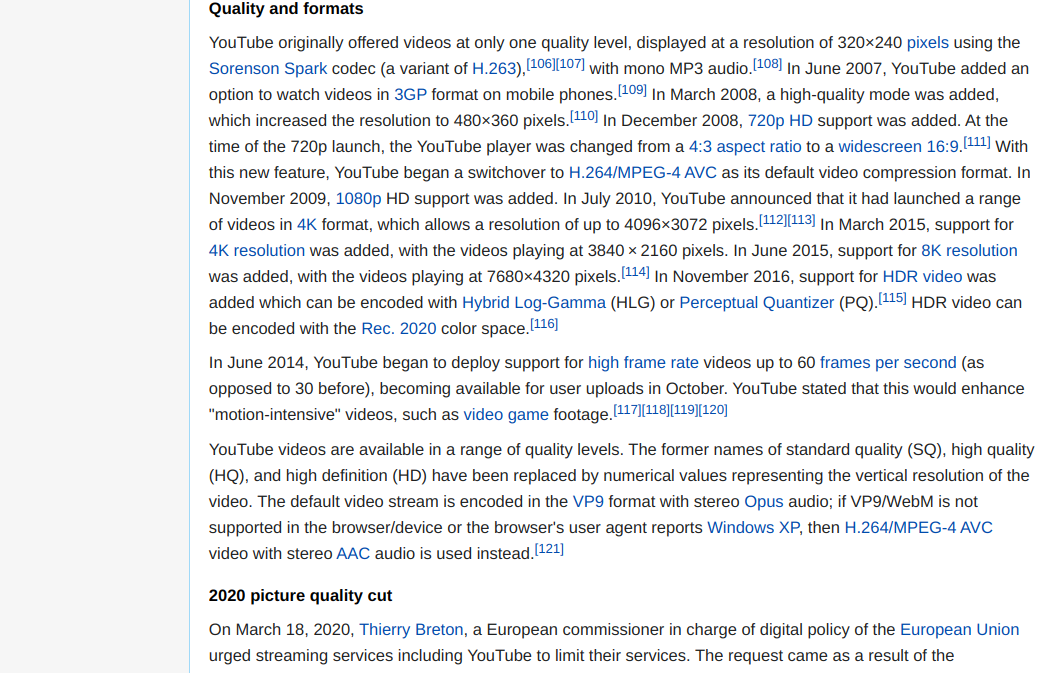 Quality and formats
YouTube originally offered videos at only one quality level, displayed at a resolution of 320×240 pixels using the
Sorenson Spark codec (a variant of H.263),[106][107] with mono MP3 audio.[108] In June 2007, YouTube added an
option to watch videos in 3GP format on mobile phones.[109] In March 2008, a high-quality mode was added,
which increased the resolution to 480×360 pixels.[110] In December 2008, 720p HD support was added. At the
time of the 720p launch, the YouTube player was changed from a 4:3 aspect ratio to a widescreen 16:9.[111] With
this new feature, YouTube began a switchover to H.264/MPEG-4 AVC as its default video compression format. In
November 2009, 1080p HD support was added. In July 2010, YouTube announced that it had launched a range
of videos in 4K format, which allows a resolution of up to 4096×3072 pixels.[112][113] In March 2015, support for
4K resolution was added, with the videos playing at 3840 × 2160 pixels. In June 2015, support for 8K resolution
was added, with the videos playing at 7680×4320 pixels.[114] In November 2016, support for HDR video was
added which can be encoded with Hybrid Log-Gamma (HLG) or Perceptual Quantizer (PQ).[115] HDR video can
be encoded with the Rec. 2020 color space.[116]
In June 2014, YouTube began to deploy support for high frame rate videos up to 60 frames per second (as
opposed to 30 before), becoming available for user uploads in October. YouTube stated that this would enhance
"motion-intensive" videos, such as video game footage.[117][118][119][120]
YouTube videos are available in a range of quality levels. The former names of standard quality (SQ), high quality
(HQ), and high definition (HD) have been replaced by numerical values representing the vertical resolution of the
video. The default video stream is encoded in the VP9 format with stereo Opus audio; if VP9/WebM is not
supported in the browser/device or the browser's user agent reports Windows XP, then H.264/MPEG-4 AVC
video with stereo AAC audio is used instead.[121]
2020 picture quality cut
On March 18, 2020, Thierry Breton, a European commissioner in charge of digital policy of the European Union
urged streaming services including YouTube to limit their services. The request came as a result of the